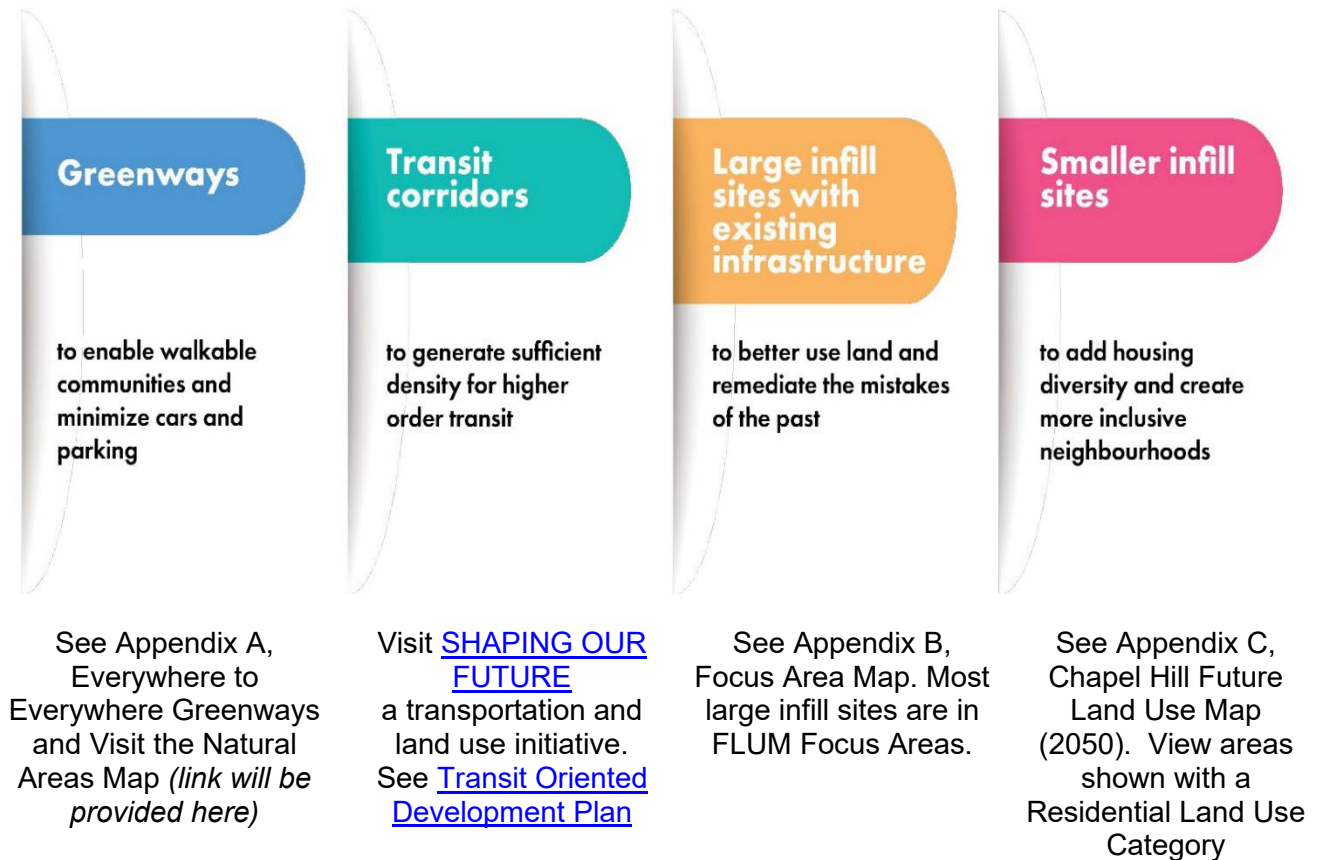 Greenways
to enable walkable
communities and
minimize cars and
parking
See Appendix A,
Everywhere to
Everywhere Greenways
and Visit the Natural
Areas Map (link will be
provided here)
Transit
corridors
to generate sufficient
density for higher
order transit
Visit SHAPING OUR
FUTURE
a transportation and
land use initiative.
See Transit Oriented
Development Plan
Large infill
sites with
existing
infrastructure
to better use land and
remediate the mistakes
of the past
See Appendix B,
Focus Area Map. Most
large infill sites are in
FLUM Focus Areas.
Smaller infill
sites
to add housing
diversity and create
more inclusive
neighbourhoods
See Appendix C,
Chapel Hill Future
Land Use Map
(2050). View areas
shown with a
Residential Land Use
Category